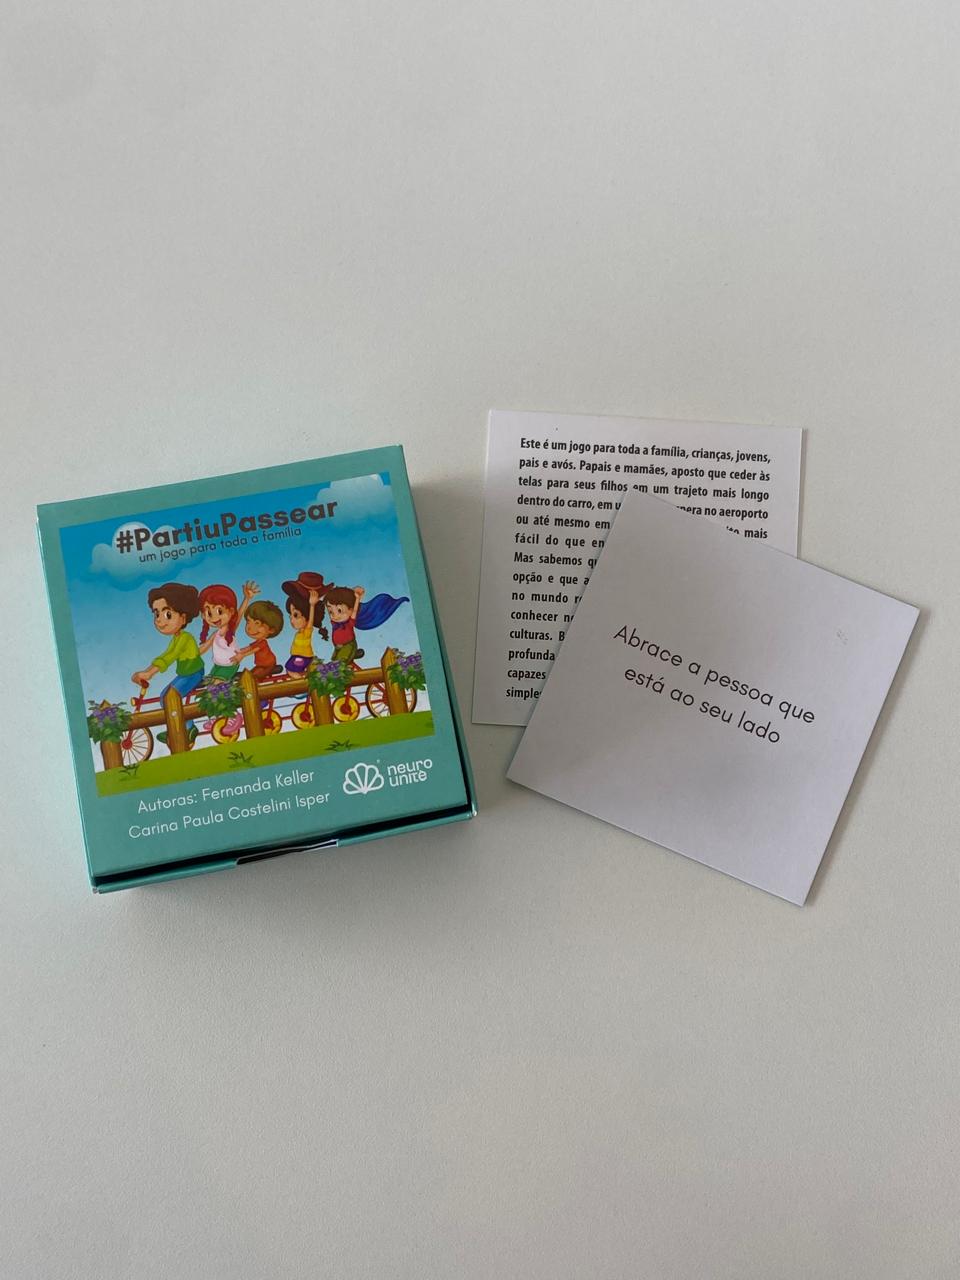 #PartiuPassear
um jogo para toda a família
Autoras: Fernanda Keller
Carina Paula Costelini Isper
neuro
unite
Este é um jogo para toda a família, crianças, jovens,
pais e avós. Papais e mamães, aposto que ceder às
telas para seus filhos em um trajeto mais longo
dentro do carro, em no aeroporto
ou até mesmo em mais
fácil do que
Mas sabemos
opção e que
no mundo
conhecer
culturas.
profunda
capazes
Abrace a pessoa que
está ao seu lado